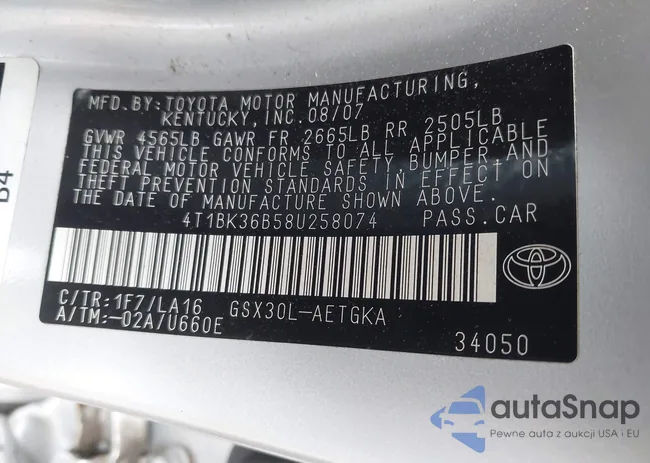 MFD.BY:TOYOTA MOTOR MANUFACTURING,
KENTUCKY,INC.08/07
GVWR 4565LB GAWR FR 2665LB RR 2505LB
THIS VEHICLE CONFORMS TO ALL APPLICABLE
FEDERAL MOTOR VEHICLE SAFETY,BUMPER,AND
THEFT PREVENTION STANDARDS IN EFFECT ON
THE DATE OF MANUFACTURE SHOWN ABOVE.
4T1BK36B58U258074 PASS.CAR
C/TR:1F7/LA16 GSX30L-AETGKA
A/TM:-02A/U660E
34050
B4
autaSnap
Pewne auta z aukcji USA i EU